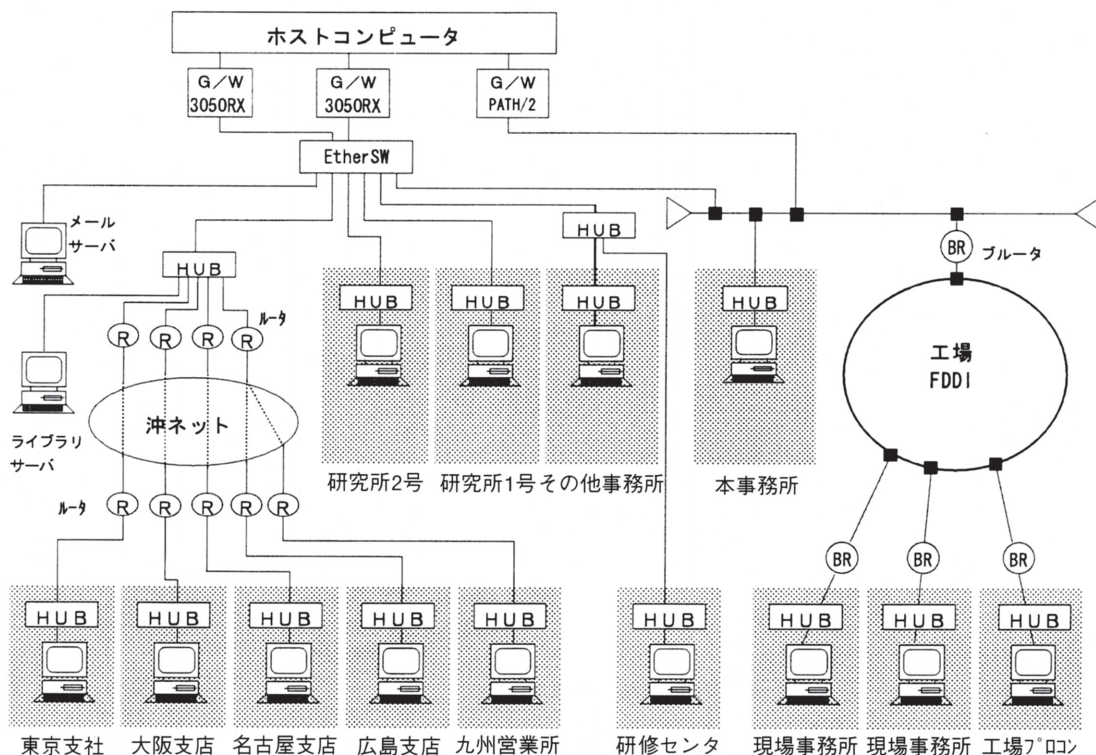 ホストコンピュータ
G/W
3050RX
G/W
3050RX
G/W
PATH/2
EtherSW
メール
サーバ
HUB
HUB
BR
ブルータ
HUB
HUB
HUB
HUB
ルータ
R
R
R
R
工場
FDDI
沖ネット
ライブラリ
サーバ
研究所2号
研究所1号
その他事務所
本事務所
ルータ
R
R
R
R
R
BR
BR
BR
HUB
HUB
HUB
HUB
HUB
HUB
HUB
HUB
HUB
東京支社
大阪支店
名古屋支店
広島支店
九州営業所
研修センタ
現場事務所
現場事務所
工場プロコン